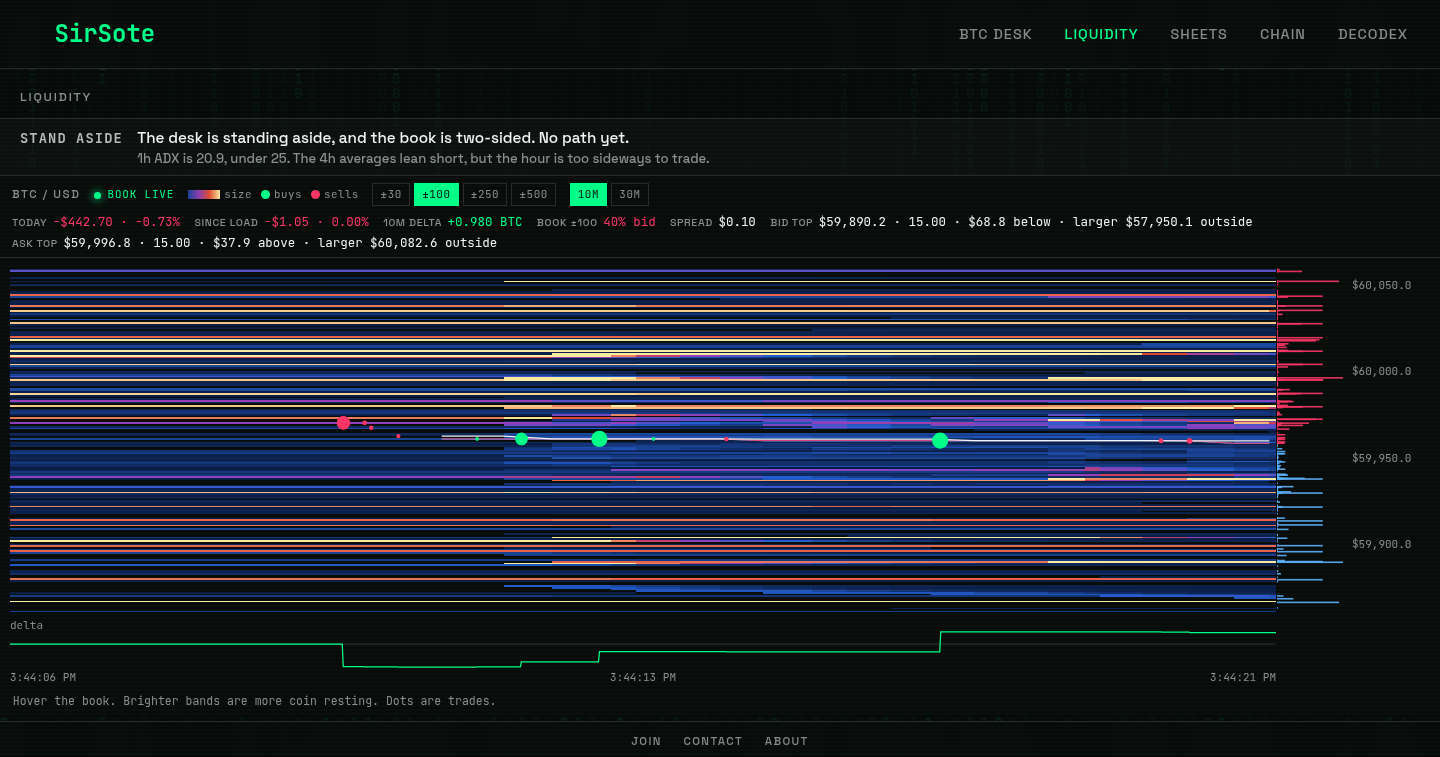 SirSote
BTC DESK LIQUIDITY SHEETS CHAIN DECODEX
LIQUIDITY
STAND ASIDE The desk is standing aside, and the book is two-sided. No path yet.
1h ADX is 20.9, under 25. The 4h averages lean short, but the hour is too sideways to trade.
BTC / USD BOOK LIVE size buys sells ±30 ±100 ±250 ±500 10M 30M
TODAY -$442.70 · -0.73% SINCE LOAD -$1.05 · 0.00% 10M DELTA +0.980 BTC BOOK ±100 40% bid SPREAD $0.10 BID TOP $59,890.2 · 15.00 · $68.8 below · larger $57,950.1 outside
ASK TOP $59,996.8 · 15.00 · $37.9 above · larger $60,082.6 outside
$60,050.0
$60,000.0
$59,950.0
$59,900.0
delta
3:44:06 PM 3:44:13 PM 3:44:21 PM
Hover the book. Brighter bands are more coin resting. Dots are trades.
JOIN CONTACT ABOUT